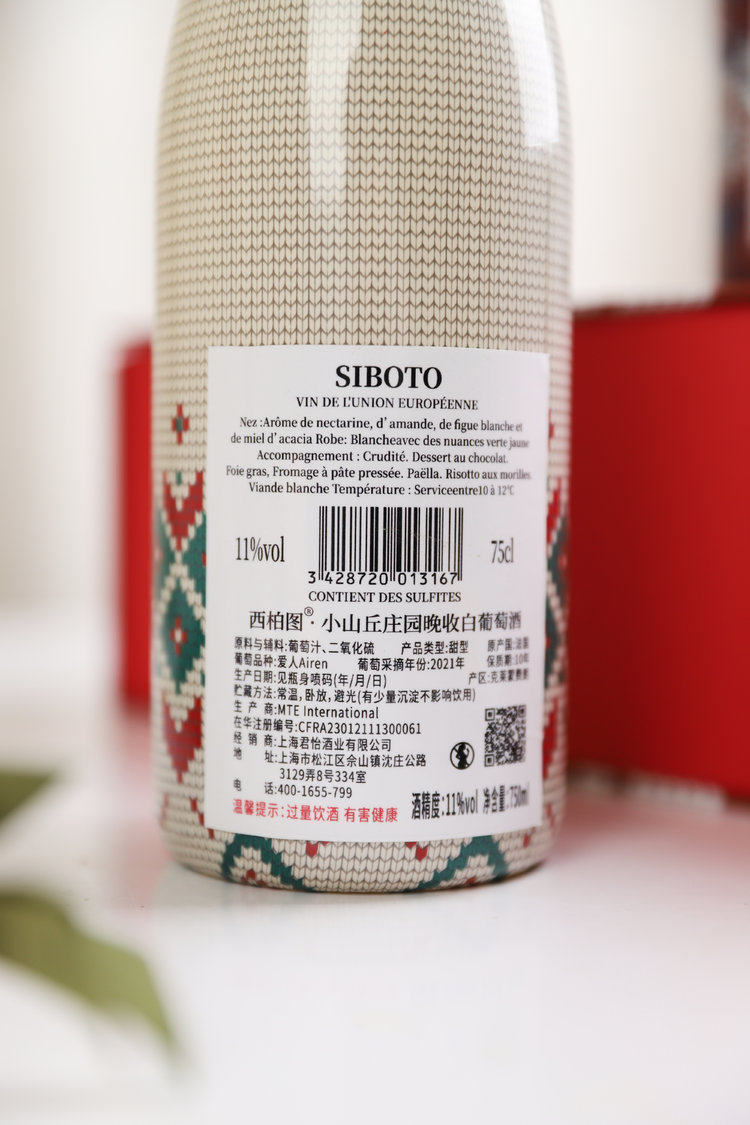 SIBOTO
VIN DE L'UNION EUROPÉENNE
Nez :Arôme de nectarine, d'amande, de figue blanche et
de miel d'acacia Robe: Blancheavec des nuances verte jaune
Accompagnement : Crudité. Dessert au chocolat.
Foie gras, Fromage à pâte pressée. Paëlla. Risotto aux morilles.
Viande blanche Température : Serviceentre10 à 12°C
11%vol
75cl
3 428720 013167
CONTIENT DES SULFITES
西柏图®·小山丘庄园晚收白葡萄酒
原料与辅料:葡萄汁、二氧化硫 产品类型:甜型 原产国:法国
葡萄品种:爱人Airen 葡萄采摘年份:2021年 保质期:10年
生产日期:见瓶身喷码(年/月/日) 产区:克莱蒙费朗
贮藏方法:常温,卧放,避光(有少量沉淀不影响饮用)
生产商:MTE International
在华注册编号:CFRA23012111300061
经销商:上海君怡酒业有限公司
地址:上海市松江区佘山镇沈庄公路
3129弄8号334室
电话:400-1655-799
温馨提示:过量饮酒 有害健康
酒精度:11%vol 净含量:750ml